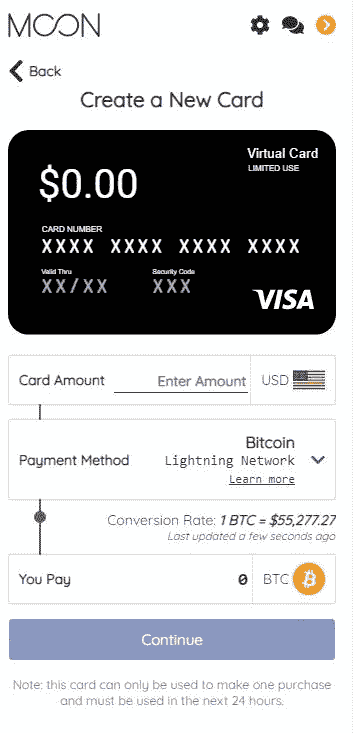 MOON
Back
Create a New Card
Virtual Card
LIMITED USE
$0.00
CARD NUMBER
XXXX XXXX XXXX XXXX
Valid Thru Security Code
XX/XX XXX
VISA
Card Amount Enter Amount USD
Bitcoin
Payment Method Lightning Network
Learn more
Conversion Rate: 1 BTC = $55,277.27
Last updated a few seconds ago
You Pay 0 BTC
Continue
Note: this card can only be used to make one purchase
and must be used in the next 24 hours.